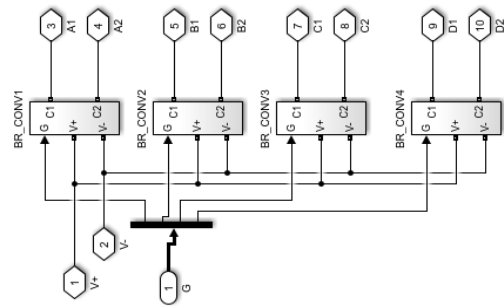 BR_CONV1
G
C1
3
A1
1
V+
V+
C2
4
2
V-
A2
V-
BR_CONV2
G
C1
5
B1
1
G
V+
V-
C2
6
B2
BR_CONV3
G
C1
7
C1
V+
V-
C2
8
C2
BR_CONV4
G
C1
9
D1
V+
V-
C2
10
D2